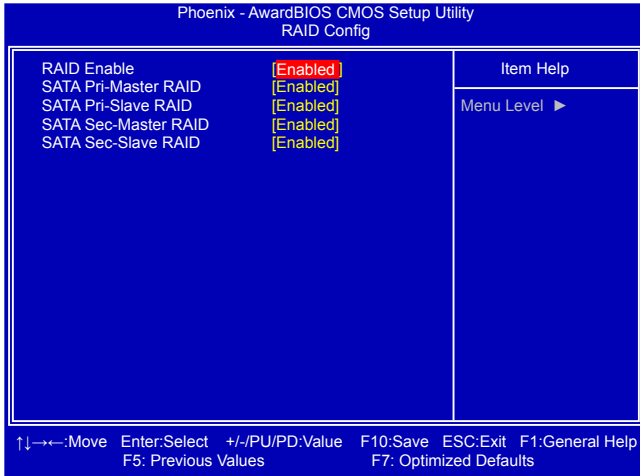 Phoenix - AwardBIOS CMOS Setup Utility
RAID Config
RAID Enable [Enabled]
SATA Pri-Master RAID [Enabled]
SATA Pri-Slave RAID [Enabled]
SATA Sec-Master RAID [Enabled]
SATA Sec-Slave RAID [Enabled]
Item Help
Menu Level ►
↑↓→←:Move Enter:Select +/-/PU/PD:Value F10:Save ESC:Exit F1:General Help
F5: Previous Values F7: Optimized Defaults